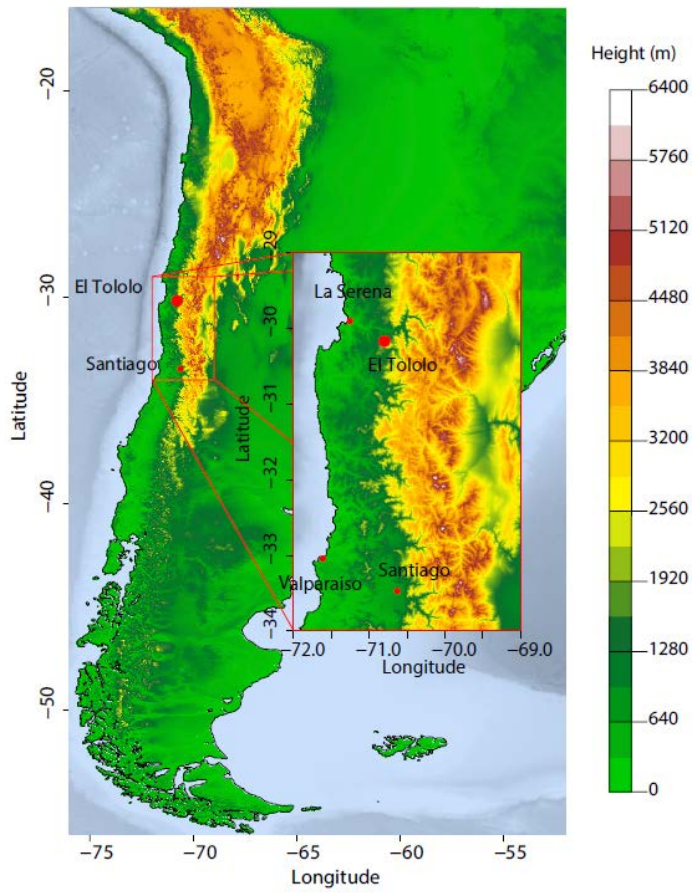 Height (m)
6400
5760
5120
4480
3840
3200
2560
1920
1280
640
0
Latitude
−20
−30
−40
−50
El Tololo
Santiago
Latitude
−29
−30
−31
−32
−33
−34
La Serena
El Tololo
Valparaiso
Santiago
−72.0
−71.0
−70.0
−69.0
Longitude
−75
−70
−65
−60
−55
Longitude